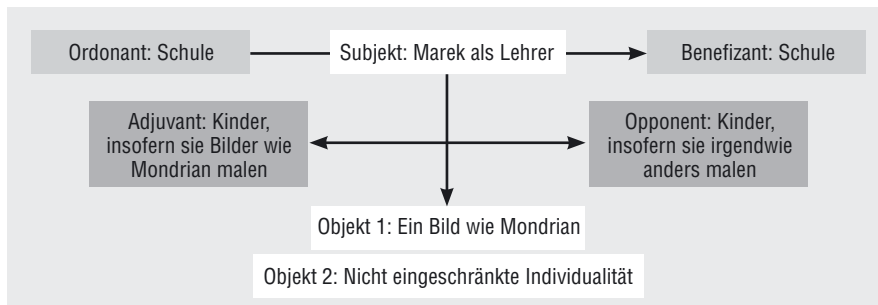 Ordonant: Schule
Subjekt: Marek als Lehrer
Benefizant: Schule
Adjuvant: Kinder,
insofern sie Bilder wie
Mondrian malen
Opponent: Kinder,
insofern sie irgendwie
anders malen
Objekt 1: Ein Bild wie Mondrian
Objekt 2: Nicht eingeschränkte Individualität